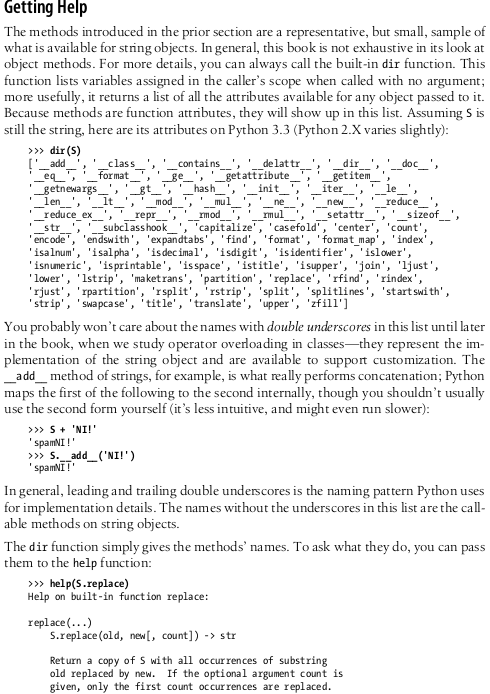 Getting Help
The methods introduced in the prior section are a representative, but small, sample of
what is available for string objects. In general, this book is not exhaustive in its look at
object methods. For more details, you can always call the built-in dir function. This
function lists variables assigned in the caller's scope when called with no argument;
more usefully, it returns a list of all the attributes available for any object passed to it.
Because methods are function attributes, they will show up in this list. Assuming S is
still the string, here are its attributes on Python 3.3 (Python 2.X varies slightly):
>>> dir(S)
['__add__', '__class__', '__contains__', '__delattr__', '__dir__', '__doc__',
'__eq__', '__format__', '__ge__', '__getattribute__', '__getitem__',
'__getnewargs__', '__gt__', '__hash__', '__init__', '__iter__', '__le__',
'__len__', '__lt__', '__mod__', '__mul__', '__ne__', '__new__', '__reduce__',
'__reduce_ex__', '__repr__', '__rmod__', '__rmul__', '__setattr__', '__sizeof__',
'__str__', '__subclasshook__', 'capitalize', 'casefold', 'center', 'count',
'encode', 'endswith', 'expandtabs', 'find', 'format', 'format_map', 'index',
'isalnum', 'isalpha', 'isdecimal', 'isdigit', 'isidentifier', 'islower',
'isnumeric', 'isprintable', 'isspace', 'istitle', 'isupper', 'join', 'ljust',
'lower', 'lstrip', 'maketrans', 'partition', 'replace', 'rfind', 'rindex',
'rjust', 'rpartition', 'rsplit', 'rstrip', 'split', 'splitlines', 'startswith',
'strip', 'swapcase', 'title', 'translate', 'upper', 'zfill']
You probably won't care about the names with double underscores in this list until later
in the book, when we study operator overloading in classes—they represent the im-
plementation of the string object and are available to support customization. The
__add__ method of strings, for example, is what really performs concatenation; Python
maps the first of the following to the second internally, though you shouldn't usually
use the second form yourself (it's less intuitive, and might even run slower):
>>> S + 'NI!'
'spamNI!'
>>> S.__add__('NI!')
'spamNI!'
In general, leading and trailing double underscores is the naming pattern Python uses
for implementation details. The names without the underscores in this list are the call-
able methods on string objects.
The dir function simply gives the methods' names. To ask what they do, you can pass
them to the help function:
>>> help(S.replace)
Help on built-in function replace:
replace(...)
S.replace(old, new[, count]) -> str
Return a copy of S with all occurrences of substring
old replaced by new. If the optional argument count is
given, only the first count occurrences are replaced.